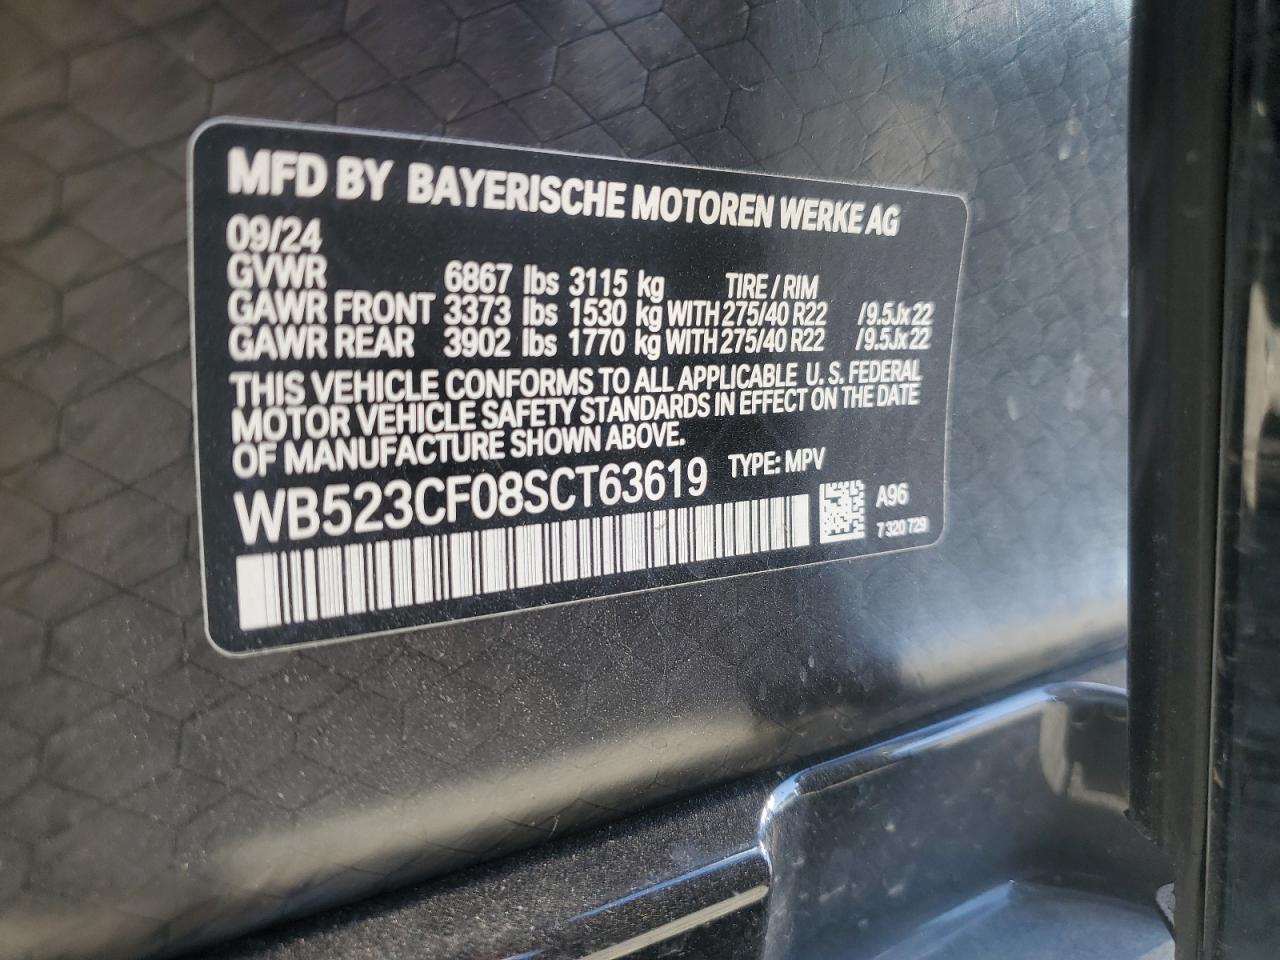 MFD BY BAYERISCHE MOTOREN WERKE AG
09/24
GVWR 6867 lbs 3115 kg TIRE / RIM
GAWR FRONT 3373 lbs 1530 kg WITH 275/40 R22 /9.5Jx22
GAWR REAR 3902 lbs 1770 kg WITH 275/40 R22 /9.5Jx22
THIS VEHICLE CONFORMS TO ALL APPLICABLE U.S. FEDERAL
MOTOR VEHICLE SAFETY STANDARDS IN EFFECT ON THE DATE
OF MANUFACTURE SHOWN ABOVE.
WB523CF08SCT63619 TYPE: MPV
A96
7 320 729